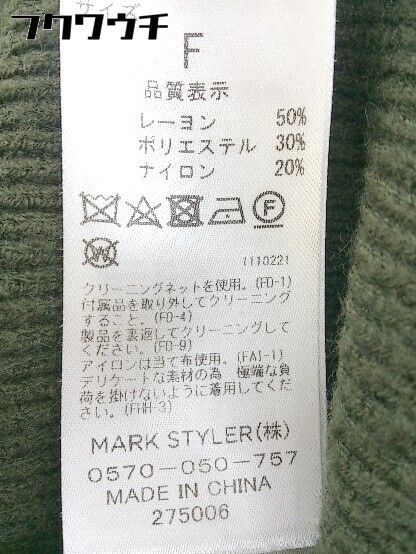 フクウクチ
サイズ
F
品質表示
レーヨン 50%
ポリエステル 30%
ナイロン 20%
F
W
1110221
クリーニングネットを使用。(FD-1)
付属品を取り外してクリーニング
すること。(FD-4)
製品を裏返してクリーニングして
ください。(FD-9)
アイロンは当て布使用。(FAI-1)
デリケートな素材の為 極端な負
荷を掛けないように着用してくだ
さい。(FHH-3)
MARK STYLER(株)
0570-050-757
MADE IN CHINA
275006